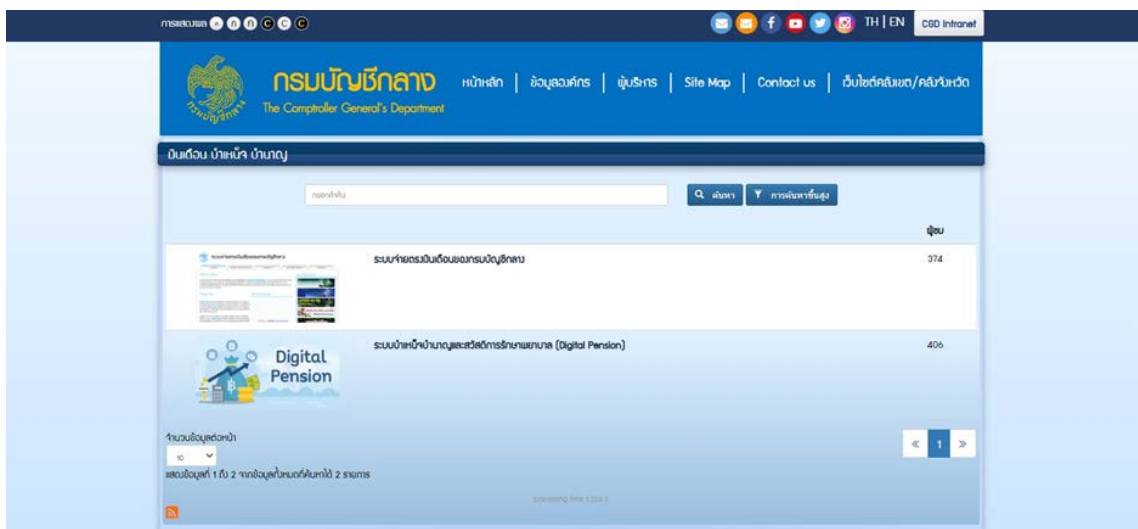 การแสดงผล ก ก ก C C C
TH | EN CGD Intranet
กรมบัญชีกลาง
The Comptroller General's Department
หน้าหลัก | ข้อมูลองค์กร | ผู้บริหาร | Site Map | Contact us | เว็บไซต์คลังเขต/คลังจังหวัด
เงินเดือน บำเหน็จ บำนาญ
กรอกคำค้น
ค้นหา การค้นหาขั้นสูง
ผู้ชม
ระบบจ่ายตรงเงินเดือนของกรมบัญชีกลาง 374
ระบบบำเหน็จบำนาญและสวัสดิการรักษาพยาบาล (Digital Pension) 406
Digital
Pension
จำนวนข้อมูลต่อหน้า
10
« 1 »
แสดงข้อมูลที่ 1 ถึง 2 จากข้อมูลทั้งหมดที่ค้นหาได้ 2 รายการ